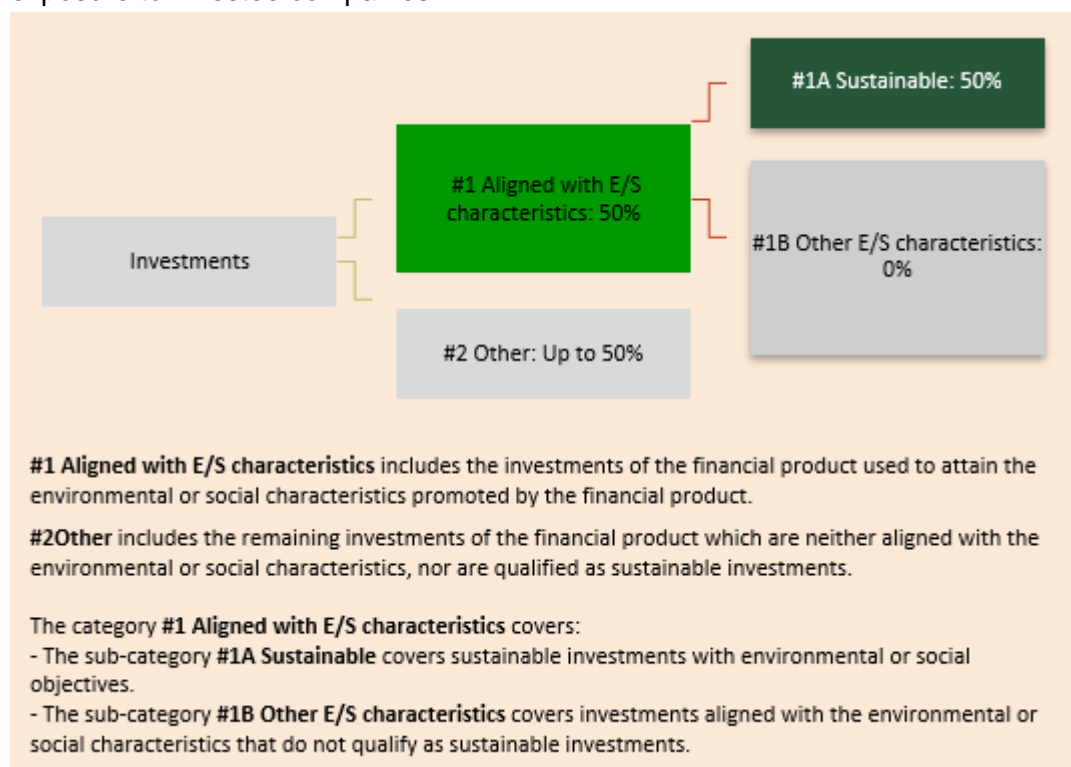 #1A Sustainable: 50%
#1 Aligned with E/S
characteristics: 50%
#1B Other E/S characteristics:
0%
Investments
#2 Other: Up to 50%
#1 Aligned with E/S characteristics includes the investments of the financial product used to attain the
environmental or social characteristics promoted by the financial product.
#2Other includes the remaining investments of the financial product which are neither aligned with the
environmental or social characteristics, nor are qualified as sustainable investments.
The category #1 Aligned with E/S characteristics covers:
- The sub-category #1A Sustainable covers sustainable investments with environmental or social
objectives.
- The sub-category #1B Other E/S characteristics covers investments aligned with the environmental or
social characteristics that do not qualify as sustainable investments.